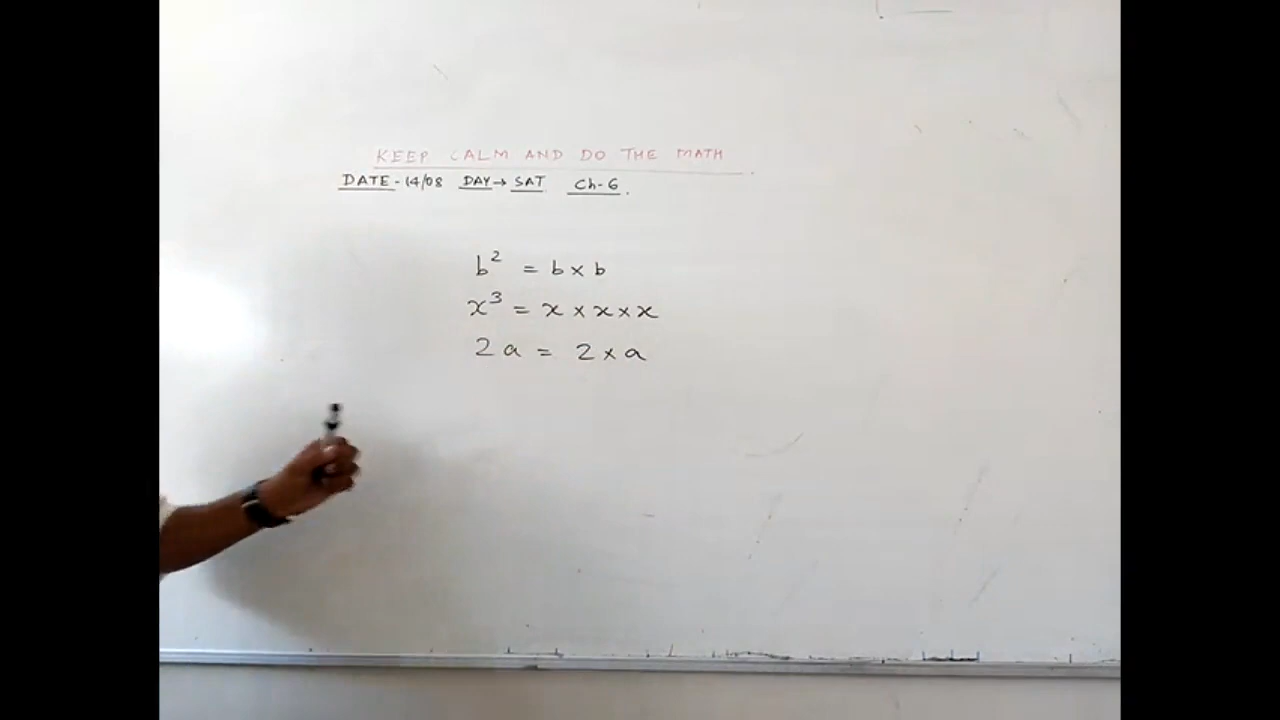 KEEP CALM AND DO THE MATH
DATE - 14/08 DAY → SAT Ch-6.
b² = b × b
x³ = x × x × x
2a = 2 × a